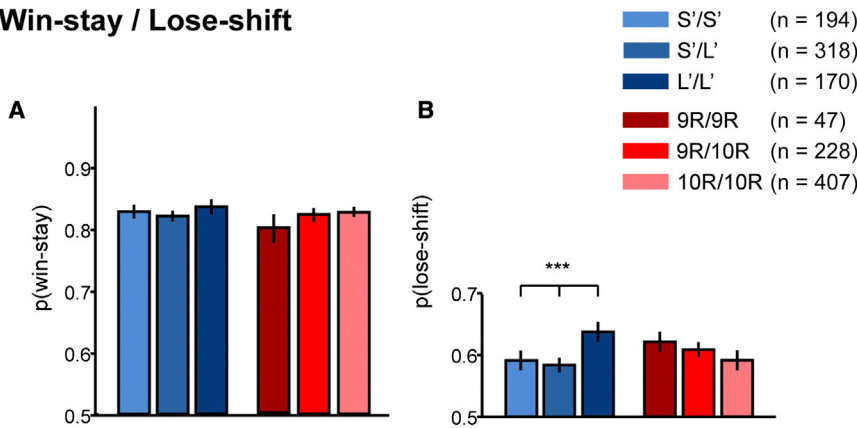 Win-stay / Lose-shift
S'/S' (n = 194)
S'/L' (n = 318)
L'/L' (n = 170)
9R/9R (n = 47)
9R/10R (n = 228)
10R/10R (n = 407)
A
p(win-stay)
0.9
0.8
0.7
0.6
0.5
B
p(lose-shift)
***
0.7
0.6
0.5